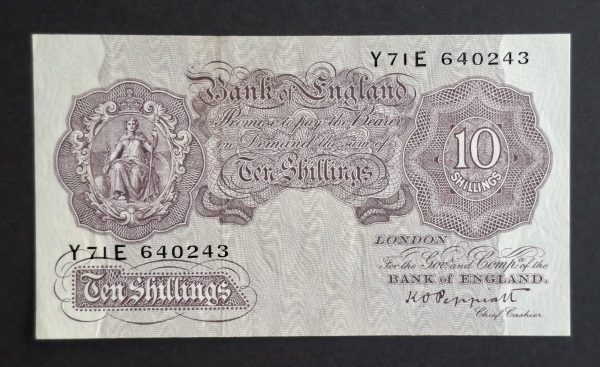 Y71E 640243
Bank of England
Promise to pay the Bearer
on Demand the sum of
Ten Shillings
10
SHILLINGS
Y71E 640243
LONDON
For the Govr. and Compa. of the
BANK of ENGLAND.
Ten Shillings
K O Peppiatt
Chief Cashier.